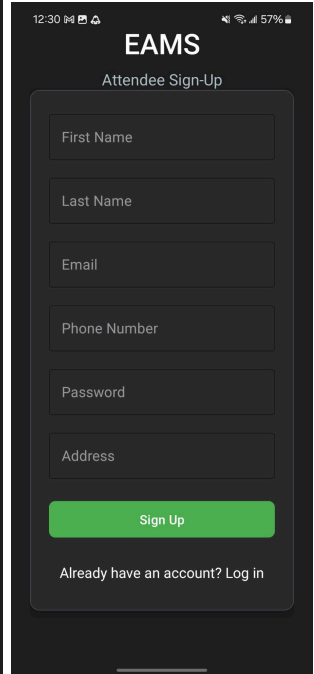 12:30 57%
EAMS
Attendee Sign-Up
First Name
Last Name
Email
Phone Number
Password
Address
Sign Up
Already have an account? Log in